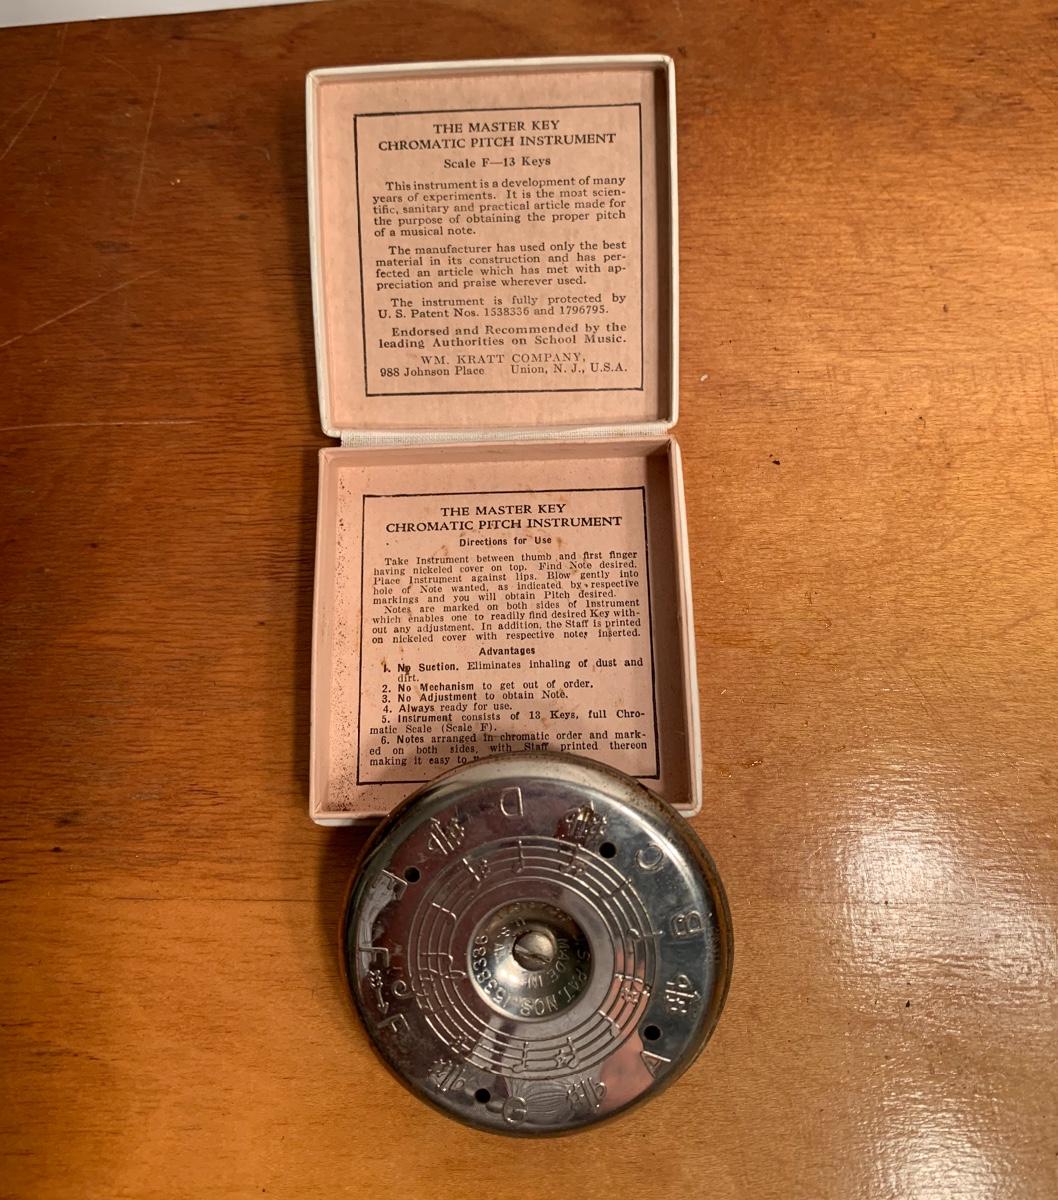 THE MASTER KEY
CHROMATIC PITCH INSTRUMENT
Scale F—13 Keys
This instrument is a development of many
years of experiments. It is the most scien-
tific, sanitary and practical article made for
the purpose of obtaining the proper pitch
of a musical note.
The manufacturer has used only the best
material in its construction and has per-
fected an article which has met with ap-
preciation and praise wherever used.
The instrument is fully protected by
U. S. Patent Nos. 1538336 and 1796795.
Endorsed and Recommended by the
leading Authorities on School Music.
WM. KRATT COMPANY,
988 Johnson Place Union, N. J., U.S.A.
THE MASTER KEY
CHROMATIC PITCH INSTRUMENT
Directions for Use
Take Instrument between thumb and first finger
having nickeled cover on top. Find Note desired.
Place Instrument against lips. Blow gently into
hole of Note wanted, as indicated by respective
markings and you will obtain Pitch desired.
Notes are marked on both sides of Instrument
which enables one to readily find desired Key with-
out any adjustment. In addition, the Staff is printed
on nickeled cover with respective notes inserted.
Advantages
1. No Suction. Eliminates inhaling of dust and
dirt.
2. No Mechanism to get out of order.
3. No Adjustment to obtain Note.
4. Always ready for use.
5. Instrument consists of 13 Keys, full Chro-
matic Scale (Scale F).
6. Notes arranged in chromatic order and mark-
ed on both sides, with Staff printed thereon
making it easy to
D
C
B
A
G
F
F
E
PAT. NOS. 1538336
MADE IN
U.S.A.